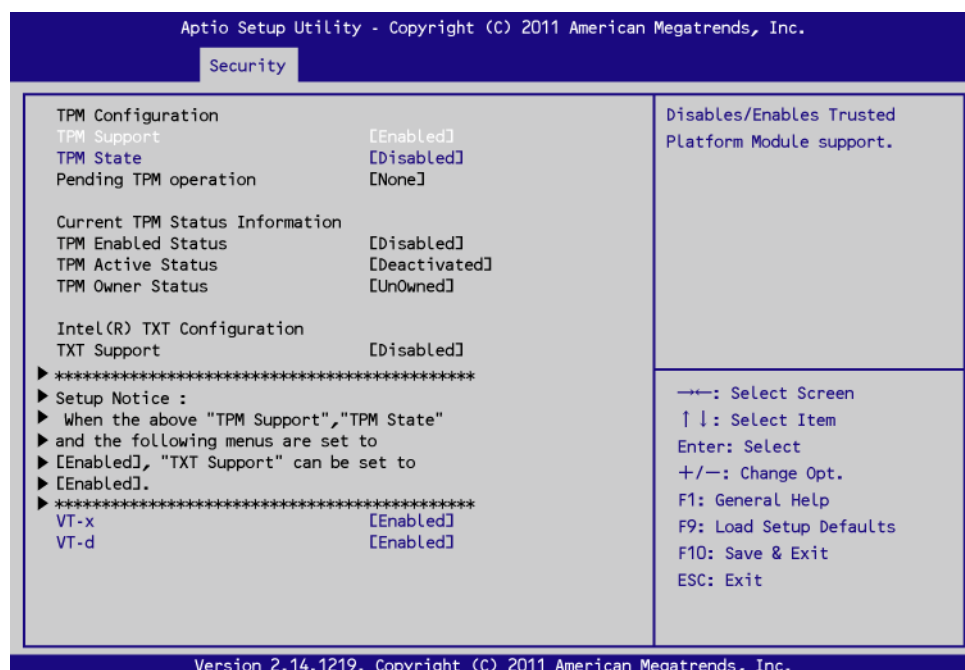 Aptio Setup Utility - Copyright (C) 2011 American Megatrends, Inc.
Security
TPM Configuration
TPM Support [Enabled]
TPM State [Disabled]
Pending TPM operation [None]
Current TPM Status Information
TPM Enabled Status [Disabled]
TPM Active Status [Deactivated]
TPM Owner Status [UnOwned]
Intel(R) TXT Configuration
TXT Support [Disabled]
▶ *********************************************
▶ Setup Notice :
▶ When the above "TPM Support","TPM State"
▶ and the following menus are set to
▶ [Enabled], "TXT Support" can be set to
▶ [Enabled].
▶ *********************************************
VT-x [Enabled]
VT-d [Enabled]
Disables/Enables Trusted
Platform Module support.
→←: Select Screen
↑↓: Select Item
Enter: Select
+/−: Change Opt.
F1: General Help
F9: Load Setup Defaults
F10: Save & Exit
ESC: Exit
Version 2.14.1219. Copyright (C) 2011 American Megatrends, Inc.